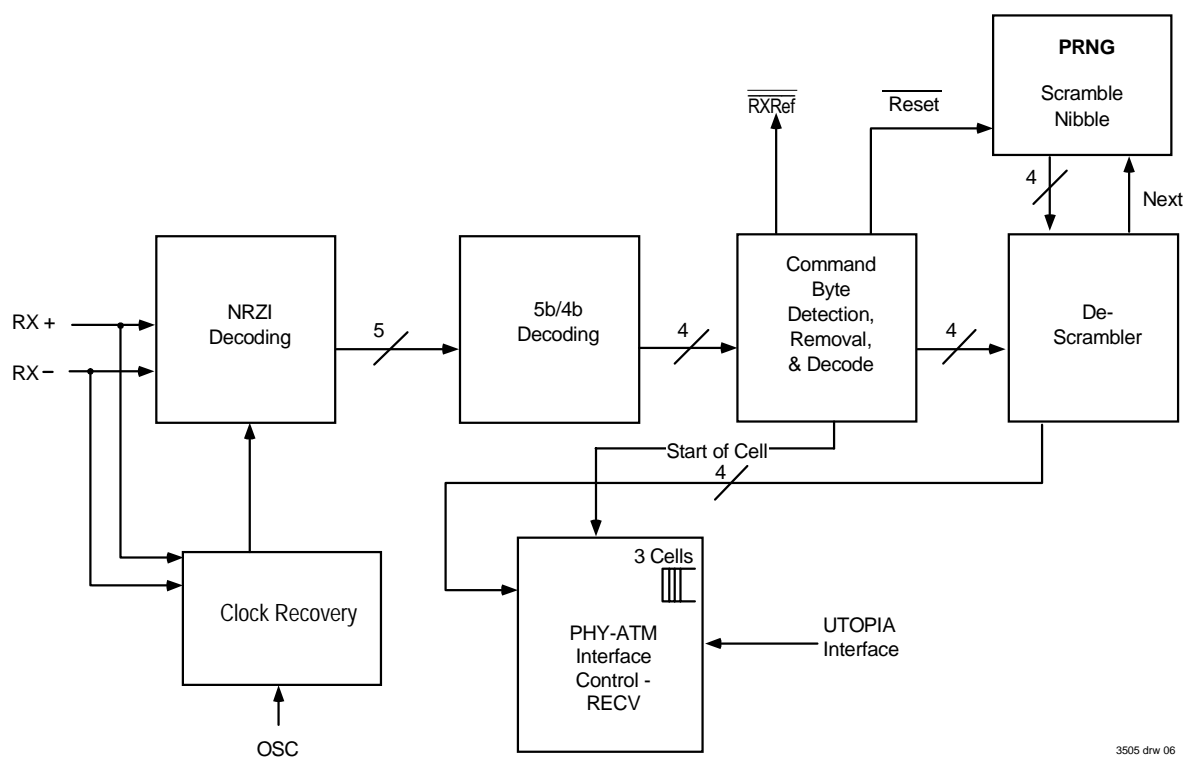 PRNG
Scramble
Nibble
RXRef
Reset
4
Next
NRZI
Decoding
5b/4b
Decoding
Command
Byte
Detection,
Removal,
& Decode
De-
Scrambler
RX +
RX –
5
4
4
Start of Cell
4
3 Cells
Clock Recovery
PHY-ATM
Interface
Control -
RECV
UTOPIA
Interface
OSC
3505 drw 06